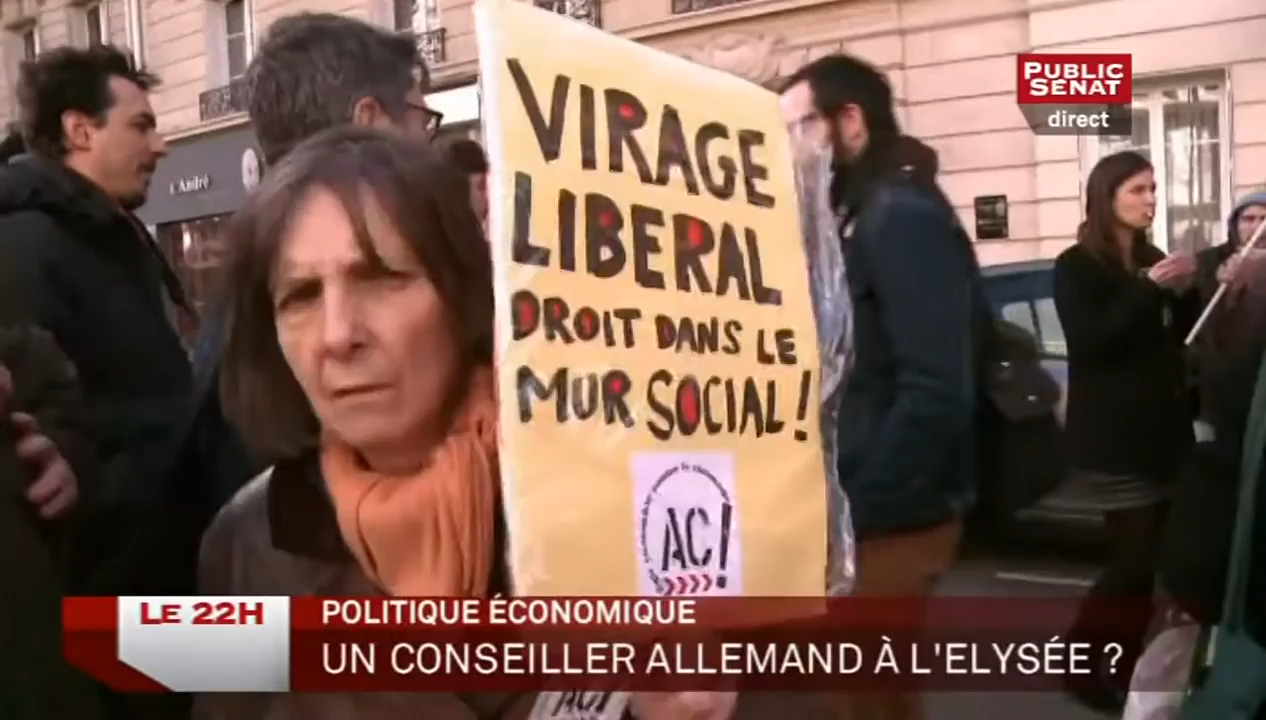 PUBLIC
SENAT
direct
L'André
VIRAGE
LIBERAL
DROIT DANS LE
MUR SOCIAL !
AC!
LE 22H
POLITIQUE ÉCONOMIQUE
UN CONSEILLER ALLEMAND À L'ELYSÉE ?
AC!